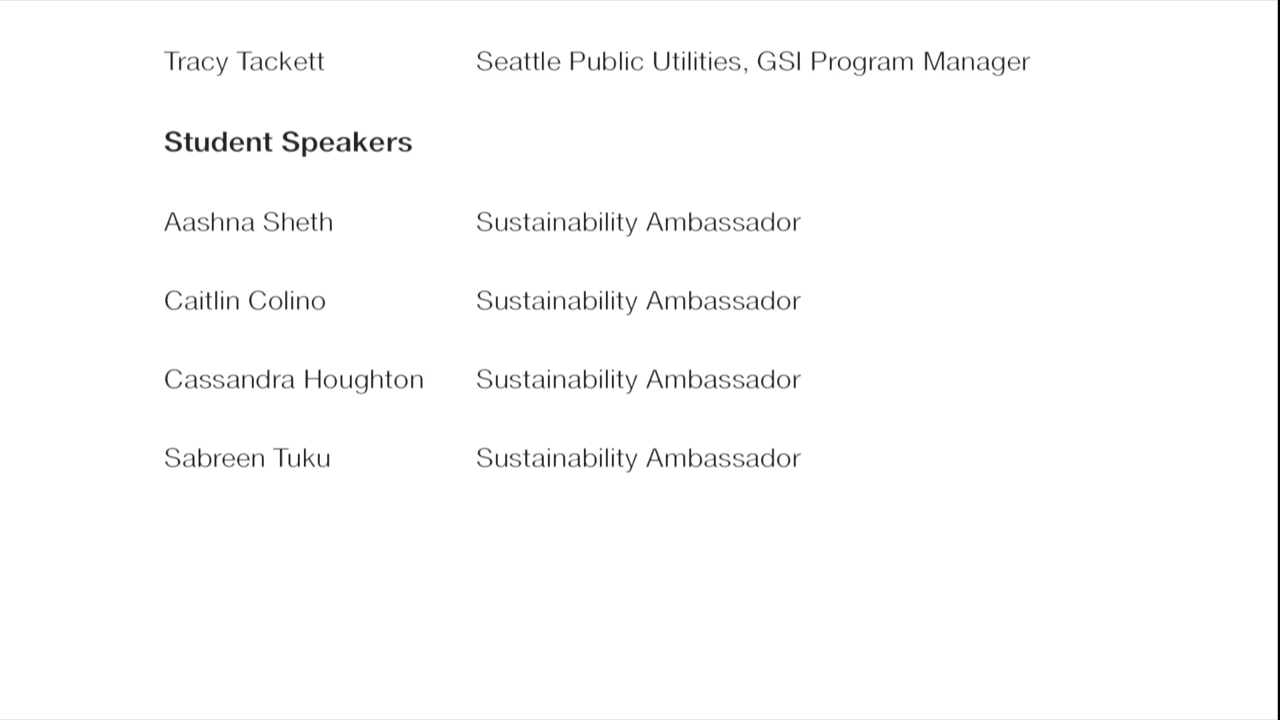 Tracy Tackett Seattle Public Utilities, GSI Program Manager
Student Speakers
Aashna Sheth Sustainability Ambassador
Caitlin Colino Sustainability Ambassador
Cassandra Houghton Sustainability Ambassador
Sabreen Tuku Sustainability Ambassador